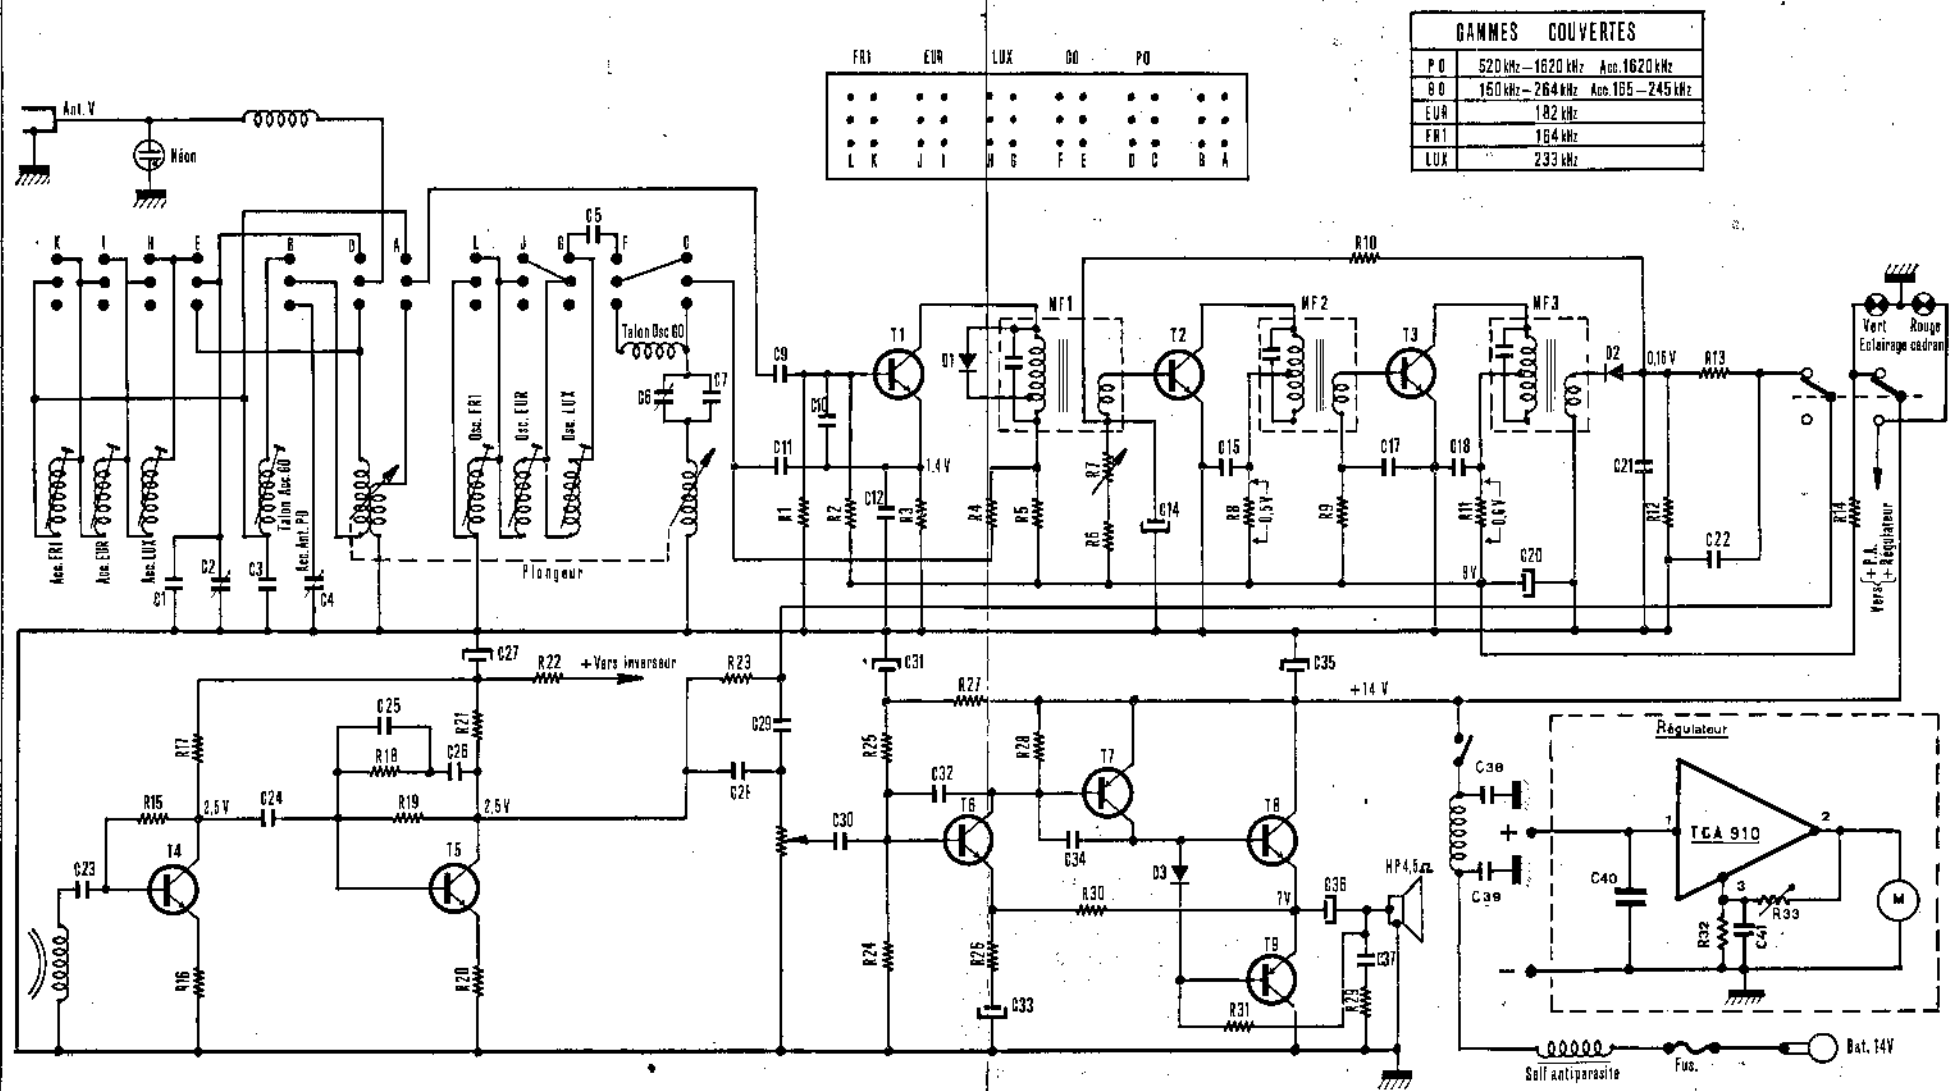 GAMMES COUVERTES
PO 520 kHz—1620 kHz Acc.1620 kHz
GO 150 kHz—264 kHz Acc.165—245 kHz
EUR 182 kHz
FR1 164 kHz
LUX 233 kHz
FR1 EUR LUX GO PO
L K J I H G F E D C B A
Ant. V
Néon
K I H E B D A L J G F C
C5
Talon Osc GO
C6 C7
Acc. FR1
Acc. EUR
Acc. LUX
Talon Acc. GO
Acc. Ant. PO
Osc. FR1
Osc. EUR
Osc. LUX
C1 C2 C3 C4
Plongeur
C9 C10 C11 C12
T1
1,4 V
R1 R2 R3 R4 R5
D1
MF1
R10
R7
R6
C14
T2
C15
MF2
R8
0,5V
R9
C17
T3
C18
MF3
R11
0,6V
C20
9V
D2
0,16 V
R13
C21
R12
C22
R14
Vert Rouge
Eclairage cadran
Vers + P.A.
+ Régulateur
C27
R22
+ Vers inverseur
R23
C25
R17
R18
C26
R21
R15
2,5 V
C24
R19
2,5 V
C23
T4
T5
R16
R20
C29
C28
C30
C31
R27
R25
C32
T6
R28
T7
C34
R24
R26
C33
R30
D3
T8
T9
R31
C35
+14 V
7V
C36
HP 4,5Ω
C37
R29
C38
C39
+
−
Régulateur
TCA 910
1 2 3
C40
R32
C41
R33
M
Self antiparasite
Fus.
Bat. 14V